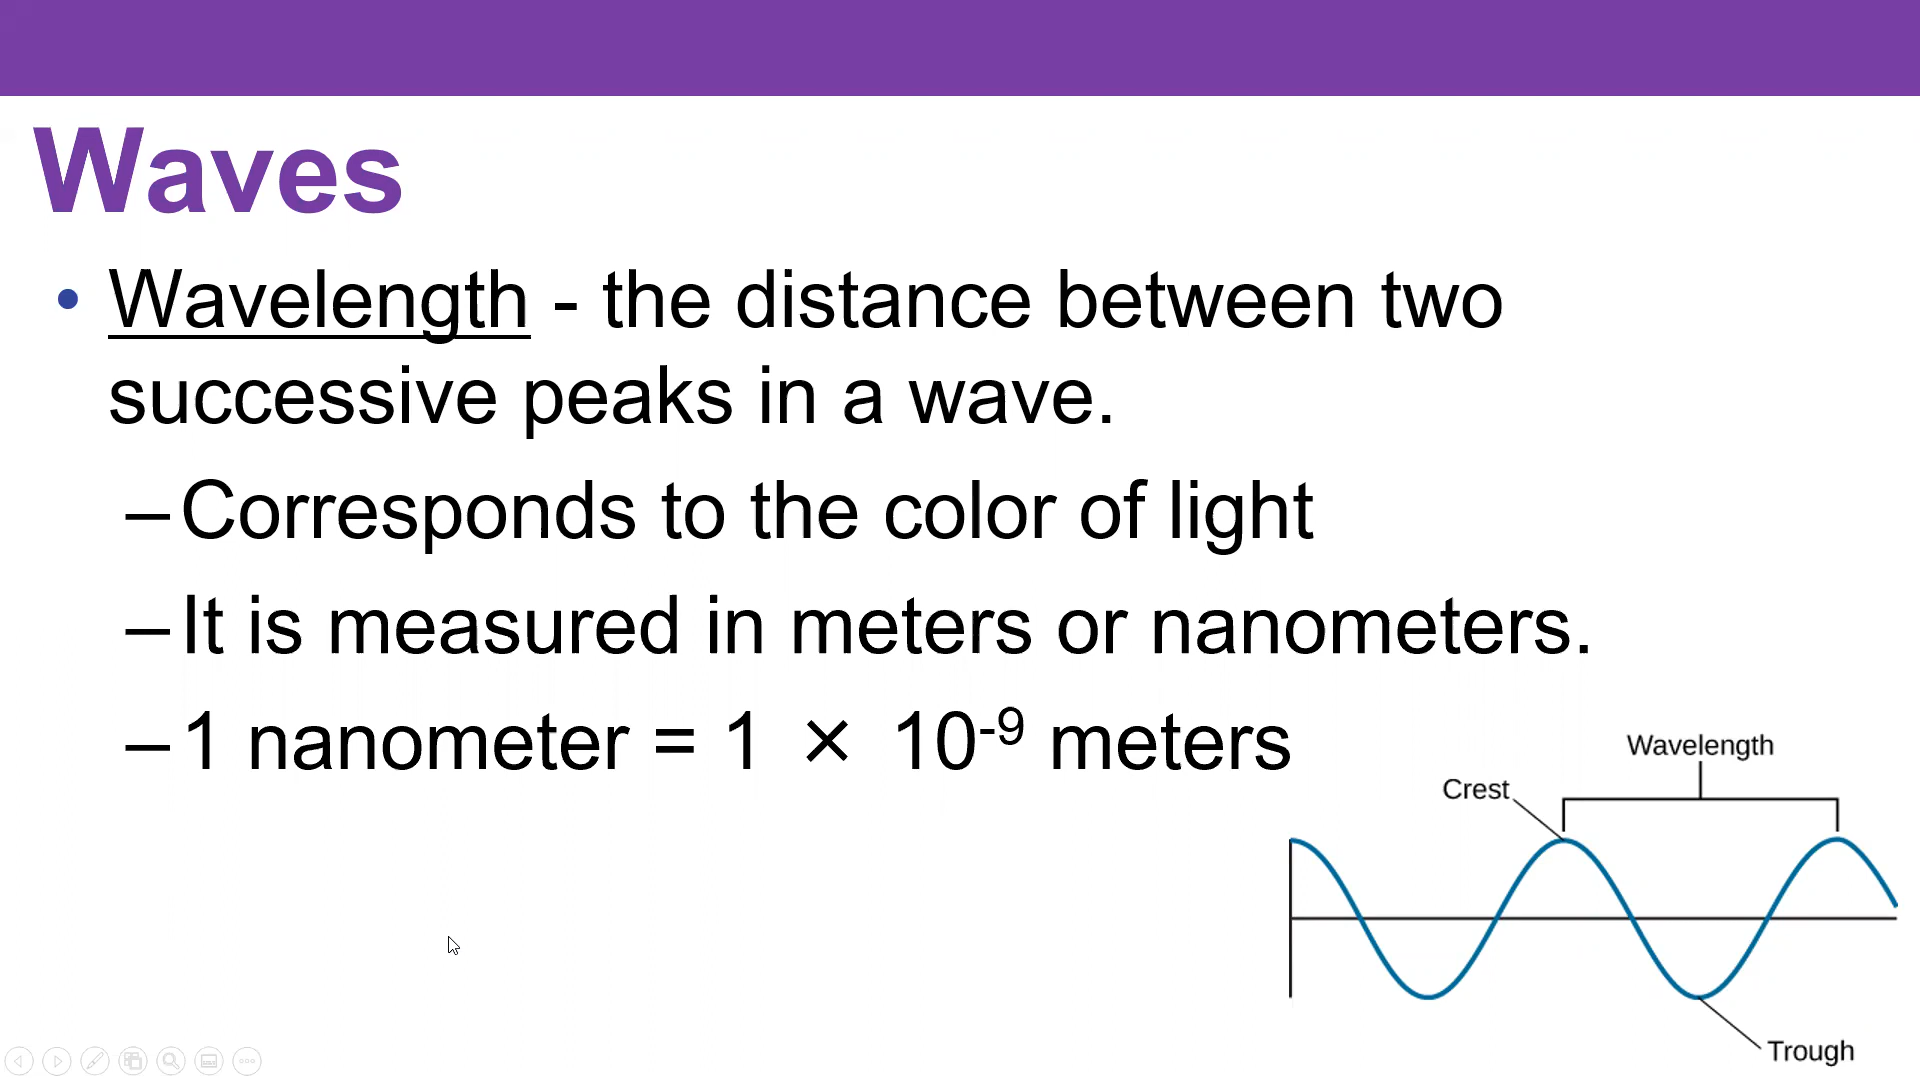 Waves
• Wavelength - the distance between two
successive peaks in a wave.
–Corresponds to the color of light
–It is measured in meters or nanometers.
–1 nanometer = 1 × 10⁻⁹ meters
Wavelength
Crest
Trough